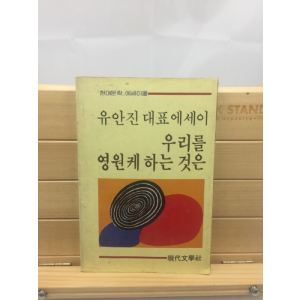 현대문학.에세이
유안진 대표에세이
우리를
영원케 하는 것은
現代文學社
STAND